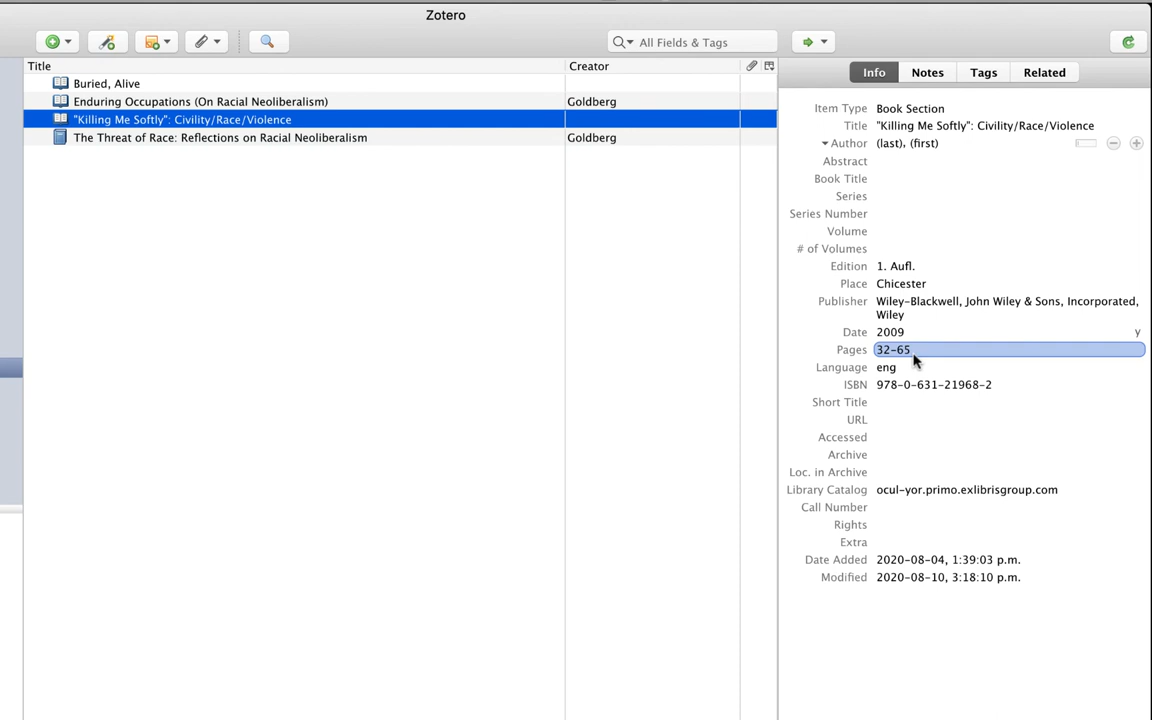 Zotero
All Fields & Tags
Title
Creator
Buried, Alive
Enduring Occupations (On Racial Neoliberalism)
Goldberg
"Killing Me Softly": Civility/Race/Violence
The Threat of Race: Reflections on Racial Neoliberalism
Goldberg
Info
Notes
Tags
Related
Item Type Book Section
Title "Killing Me Softly": Civility/Race/Violence
Author (last), (first)
Abstract
Book Title
Series
Series Number
Volume
# of Volumes
Edition 1. Aufl.
Place Chicester
Publisher Wiley-Blackwell, John Wiley & Sons, Incorporated,
Wiley
Date 2009 y
Pages 32-65
Language eng
ISBN 978-0-631-21968-2
Short Title
URL
Accessed
Archive
Loc. in Archive
Library Catalog ocul-yor.primo.exlibrisgroup.com
Call Number
Rights
Extra
Date Added 2020-08-04, 1:39:03 p.m.
Modified 2020-08-10, 3:18:10 p.m.